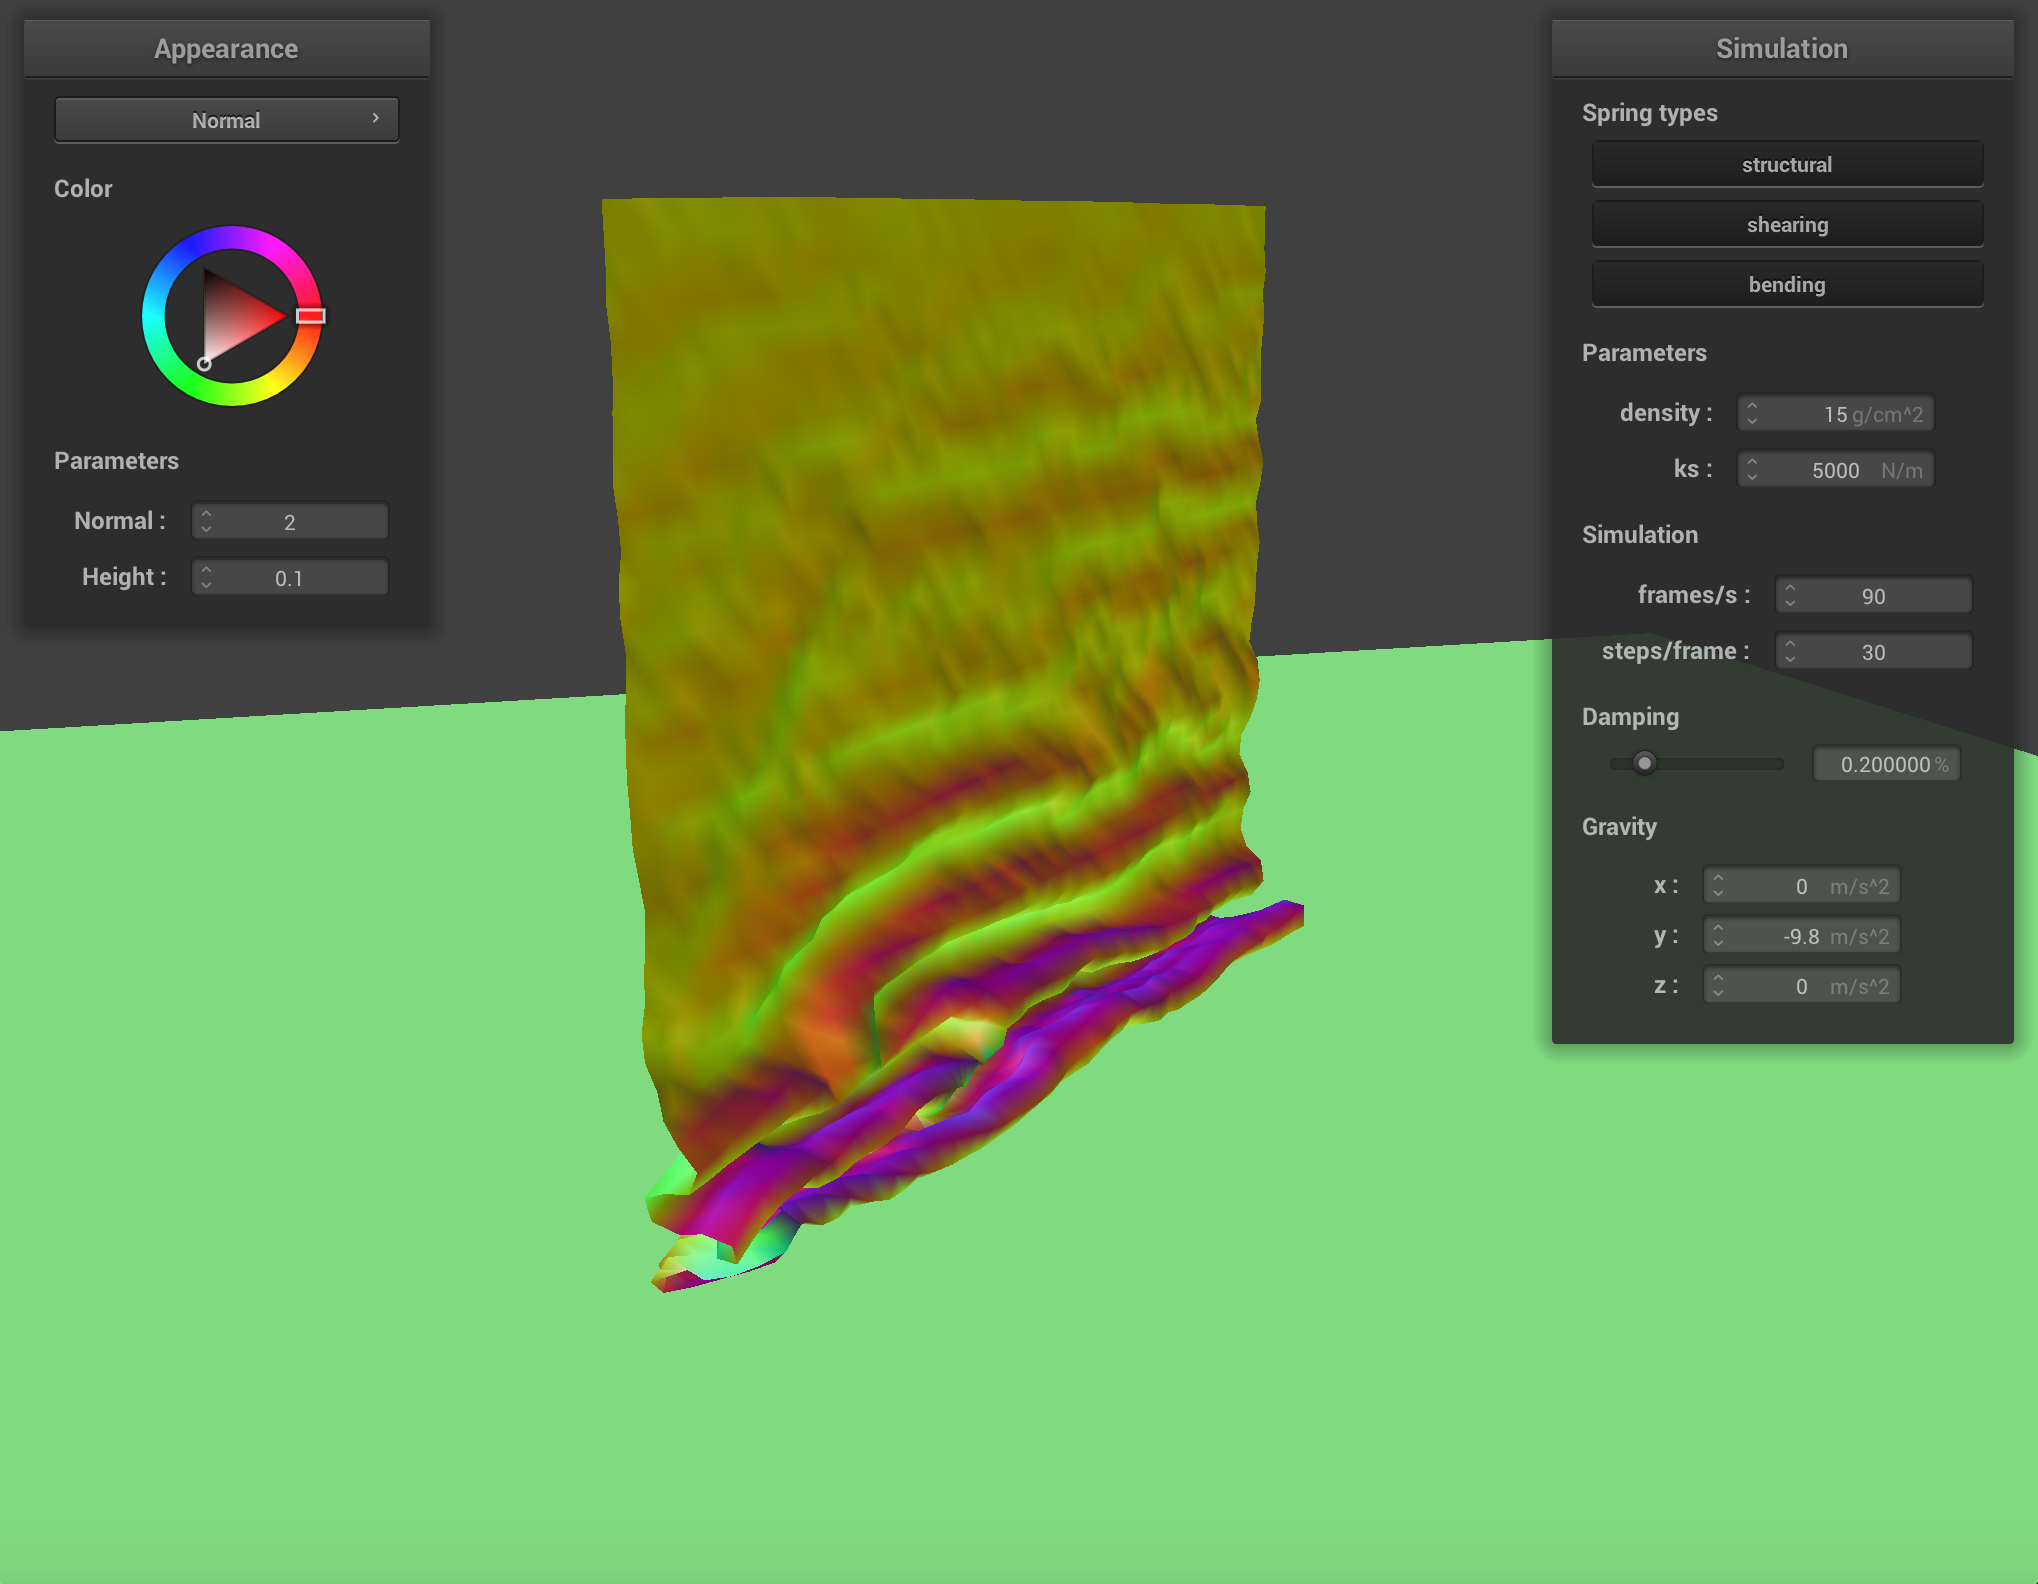 Appearance
Normal
Color
Parameters
Normal : 2
Height : 0.1
Simulation
Spring types
structural
shearing
bending
Parameters
density : 15 g/cm^2
ks : 5000 N/m
Simulation
frames/s : 90
steps/frame : 30
Damping
0.200000 %
Gravity
x : 0 m/s^2
y : -9.8 m/s^2
z : 0 m/s^2